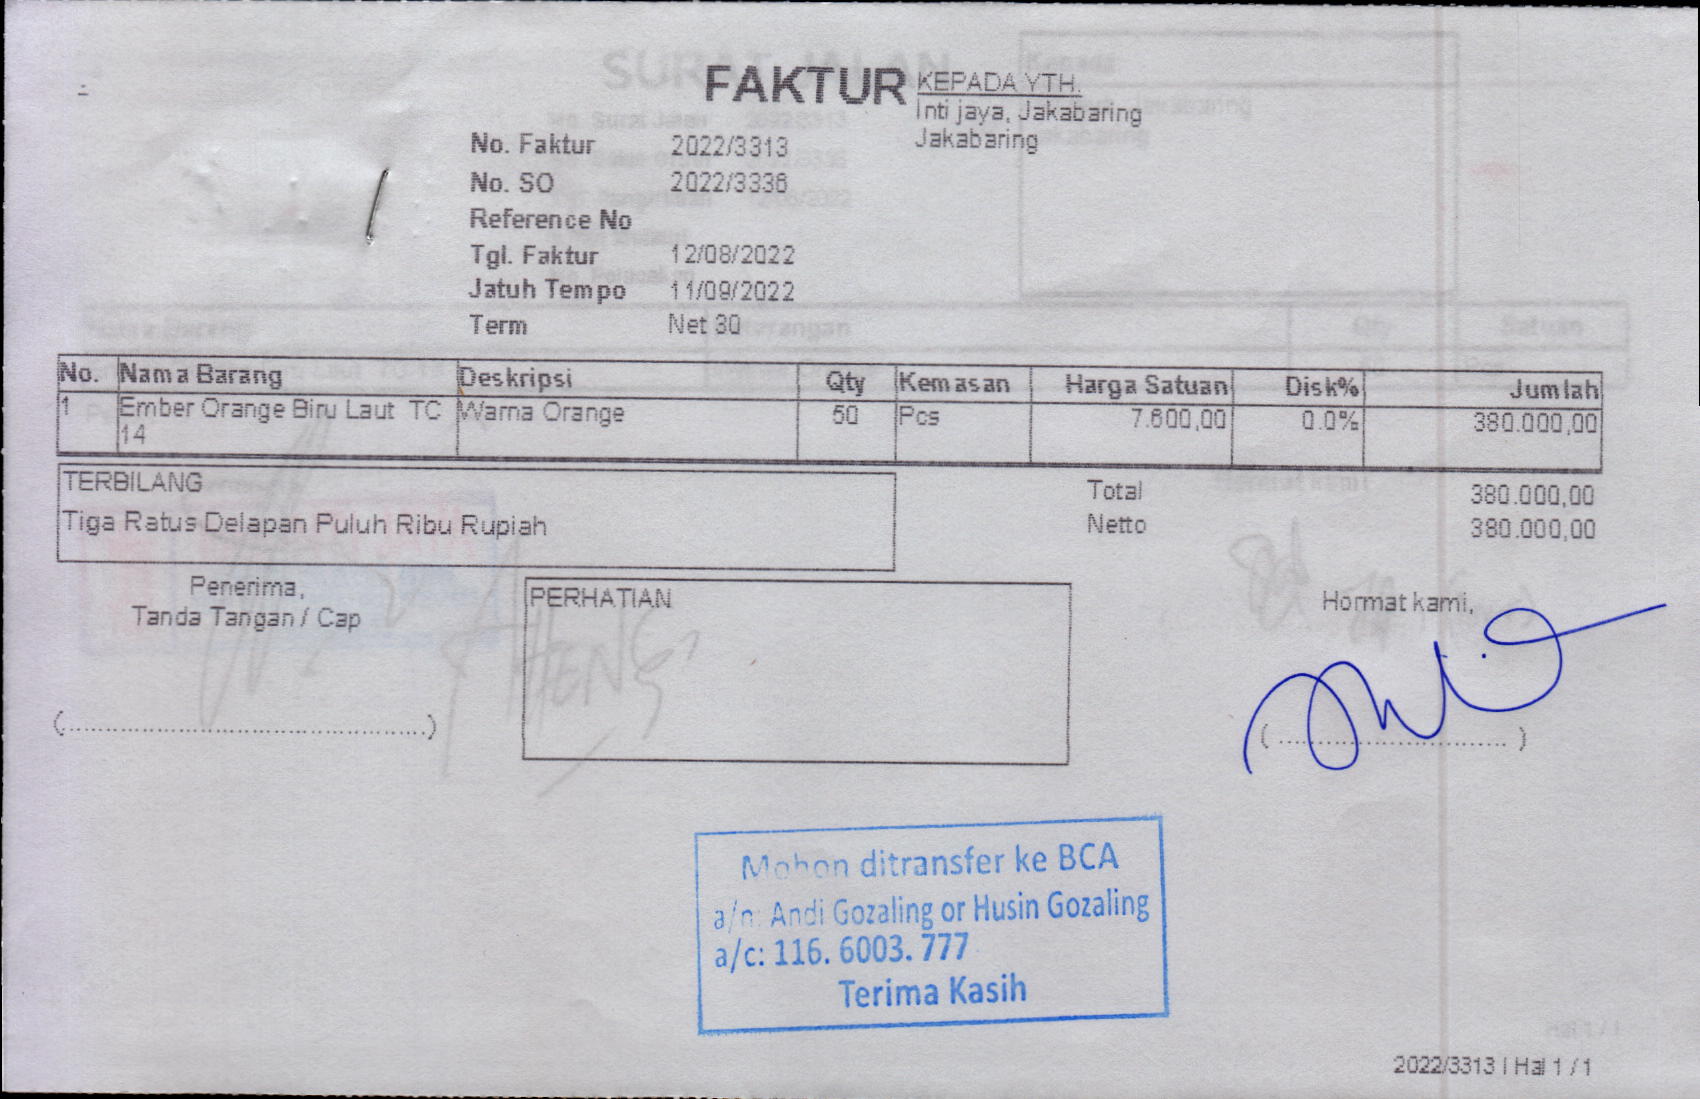 FAKTUR
KEPADA YTH.
Inti jaya, Jakabaring
Jakabaring
No. Faktur 2022/3313
No. SO 2022/3336
Reference No
Tgl. Faktur 12/08/2022
Jatuh Tempo 11/09/2022
Term Net 30
No. Nama Barang Deskripsi Qty Kemasan Harga Satuan Disk% Jumlah
1 Ember Orange Biru Laut TC Warna Orange 50 Pcs 7.600,00 0.0% 380.000,00
14
TERBILANG
Tiga Ratus Delapan Puluh Ribu Rupiah
Total 380.000,00
Netto 380.000,00
Penerima,
Tanda Tangan / Cap
PERHATIAN
Hormat kami,
(................................................)
(................................)
Mohon ditransfer ke BCA
a/n: Andi Gozaling or Husin Gozaling
a/c: 116. 6003. 777
Terima Kasih
2022/3313 | Hal 1 / 1